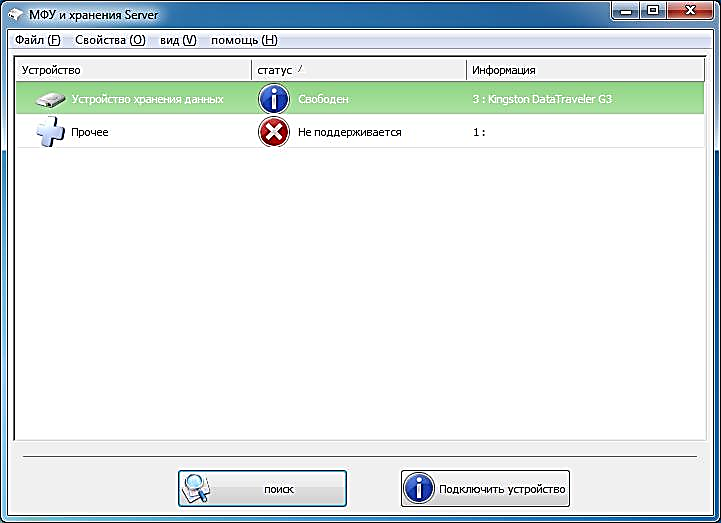 МФУ и хранения Server
Файл (F) Свойства (O) вид (V) помощь (H)
Устройство статус / Информация
Устройство хранения данных Свободен 3 : Kingston DataTraveler G3
Прочее Не поддерживается 1 :
поиск Подключить устройство